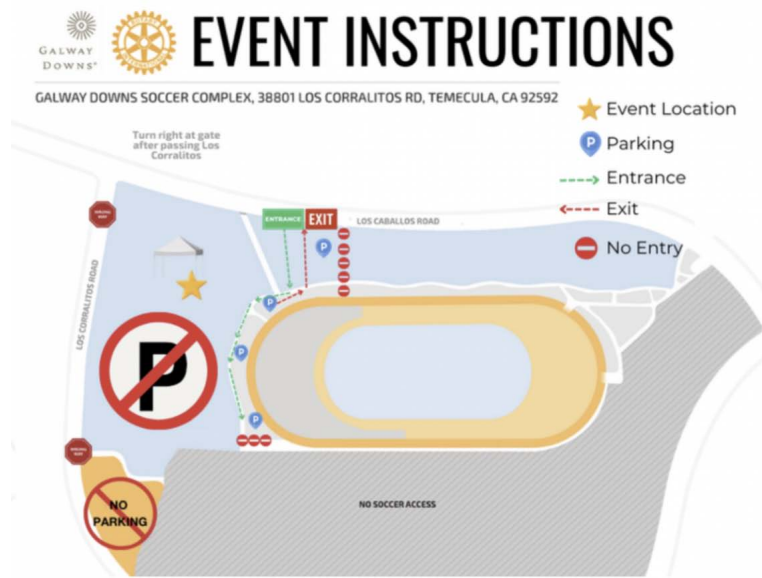 GALWAY
DOWNS
EVENT INSTRUCTIONS
GALWAY DOWNS SOCCER COMPLEX, 38801 LOS CORRALITOS RD, TEMECULA, CA 92592
Event Location
Parking
Entrance
Exit
No Entry
Turn right at gate
after passing Los
Corralitos
ENTRANCE
EXIT
LOS CABALLOS ROAD
P
LOS CORRALITOS ROAD
P
P
P
P
NO
PARKING
NO SOCCER ACCESS